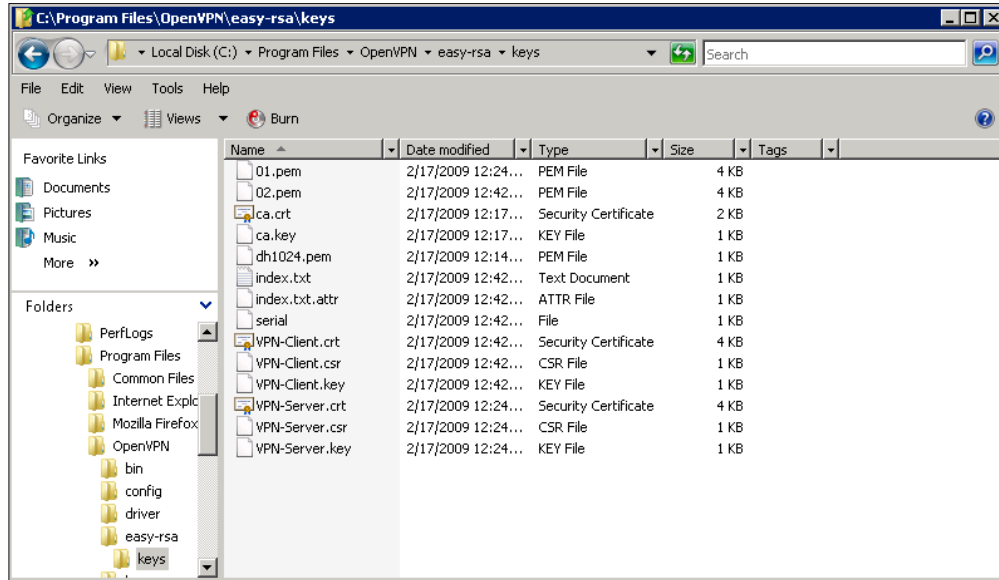 C:\Program Files\OpenVPN\easy-rsa\keys
Local Disk (C:) Program Files OpenVPN easy-rsa keys Search
File Edit View Tools Help
Organize Views Burn
Favorite Links
Documents
Pictures
Music
More »
Folders
PerfLogs
Program Files
Common Files
Internet Explo
Mozilla Firefox
OpenVPN
bin
config
driver
easy-rsa
keys
Name Date modified Type Size Tags
01.pem 2/17/2009 12:24... PEM File 4 KB
02.pem 2/17/2009 12:42... PEM File 4 KB
ca.crt 2/17/2009 12:17... Security Certificate 2 KB
ca.key 2/17/2009 12:17... KEY File 1 KB
dh1024.pem 2/17/2009 12:14... PEM File 1 KB
index.txt 2/17/2009 12:42... Text Document 1 KB
index.txt.attr 2/17/2009 12:42... ATTR File 1 KB
serial 2/17/2009 12:42... File 1 KB
VPN-Client.crt 2/17/2009 12:42... Security Certificate 4 KB
VPN-Client.csr 2/17/2009 12:42... CSR File 1 KB
VPN-Client.key 2/17/2009 12:42... KEY File 1 KB
VPN-Server.crt 2/17/2009 12:24... Security Certificate 4 KB
VPN-Server.csr 2/17/2009 12:24... CSR File 1 KB
VPN-Server.key 2/17/2009 12:24... KEY File 1 KB